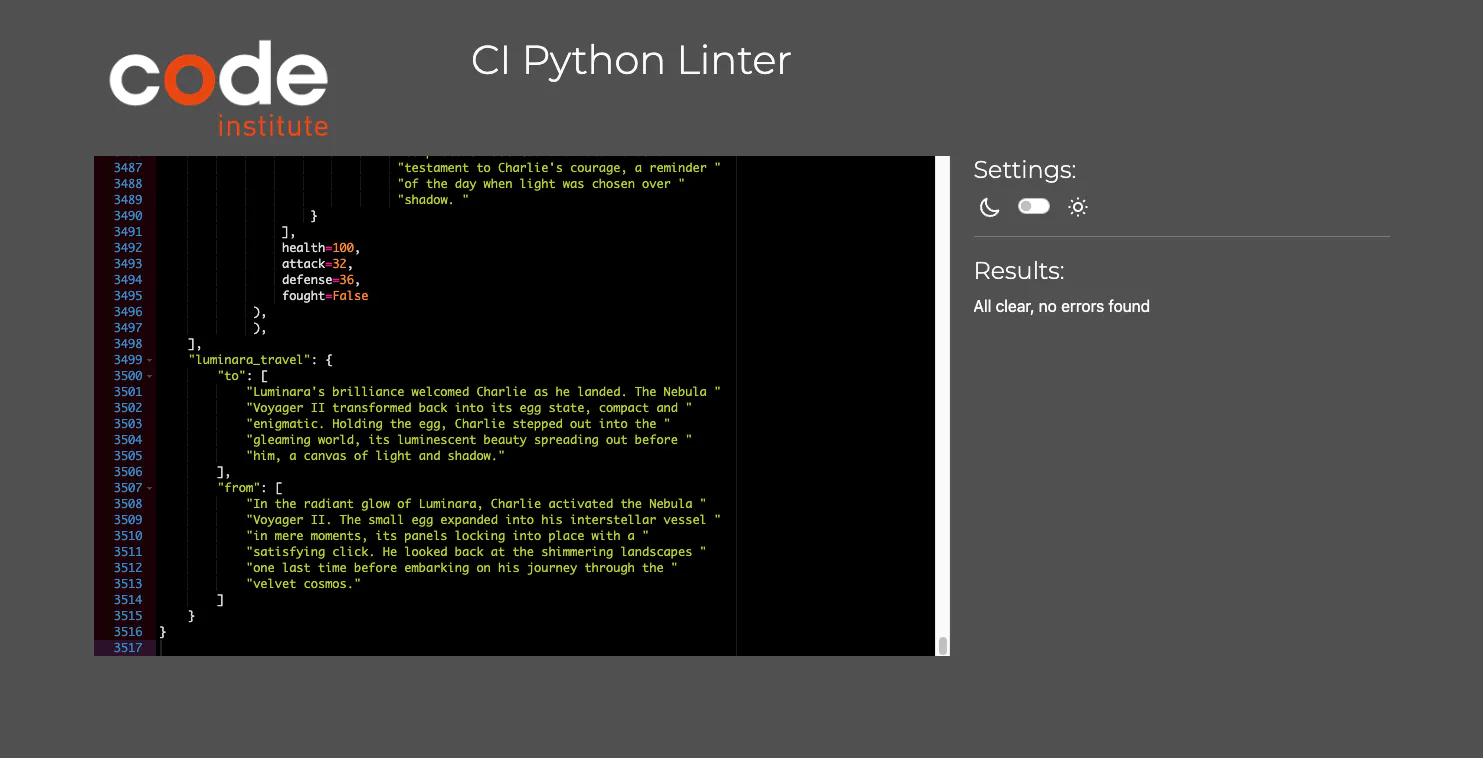 code
institute
CI Python Linter
3487 "testament to Charlie's courage, a reminder "
3488 "of the day when light was chosen over "
3489 "shadow. "
3490 }
3491 ],
3492 health=100,
3493 attack=32,
3494 defense=36,
3495 fought=False
3496 ),
3497 ),
3498 ],
3499 "luminara_travel": {
3500 "to": [
3501 "Luminara's brilliance welcomed Charlie as he landed. The Nebula "
3502 "Voyager II transformed back into its egg state, compact and "
3503 "enigmatic. Holding the egg, Charlie stepped out into the "
3504 "gleaming world, its luminescent beauty spreading out before "
3505 "him, a canvas of light and shadow."
3506 ],
3507 "from": [
3508 "In the radiant glow of Luminara, Charlie activated the Nebula "
3509 "Voyager II. The small egg expanded into his interstellar vessel "
3510 "in mere moments, its panels locking into place with a "
3511 "satisfying click. He looked back at the shimmering landscapes "
3512 "one last time before embarking on his journey through the "
3513 "velvet cosmos."
3514 ]
3515 }
3516 }
3517
Settings:
Results:
All clear, no errors found